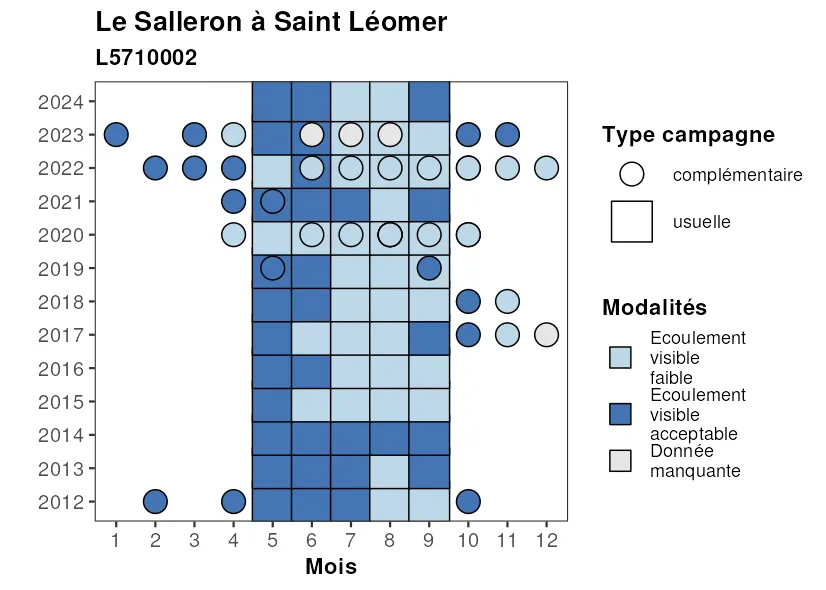 Le Salleron à Saint Léomer
L5710002
2024
2023
2022
2021
2020
2019
2018
2017
2016
2015
2014
2013
2012
1 2 3 4 5 6 7 8 9 10 11 12
Mois
Type campagne
complémentaire
usuelle
Modalités
Ecoulement
visible
faible
Ecoulement
visible
acceptable
Donnée
manquante